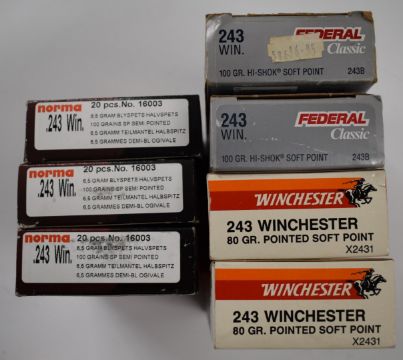 243
WIN.
FEDERAL
Classic
100 GR. HI-SHOK® SOFT POINT 243B
243
WIN.
FEDERAL
Classic
100 GR. HI-SHOK® SOFT POINT 243B
norma
.243 Win.
20 pcs.No. 16003
6,5 GRAM BLYSPETS HALVSPETS
100 GRAINS SP SEMI POINTED
6,5 GRAMM TEILMANTEL HALBSPITZ
6,5 GRAMMES DEMI-BL OGIVALE
norma
.243 Win.
20 pcs.No. 16003
6,5 GRAM BLYSPETS HALVSPETS
100 GRAINS SP SEMI POINTED
6,5 GRAMM TEILMANTEL HALBSPITZ
6,5 GRAMMES DEMI-BL OGIVALE
norma
.243 Win.
20 pcs.No. 16003
6,5 GRAM BLYSPETS HALVSPETS
100 GRAINS SP SEMI POINTED
6,5 GRAMM TEILMANTEL HALBSPITZ
6,5 GRAMMES DEMI-BL OGIVALE
WINCHESTER
243 WINCHESTER
80 GR. POINTED SOFT POINT
X2431
WINCHESTER
243 WINCHESTER
80 GR. POINTED SOFT POINT
X2431